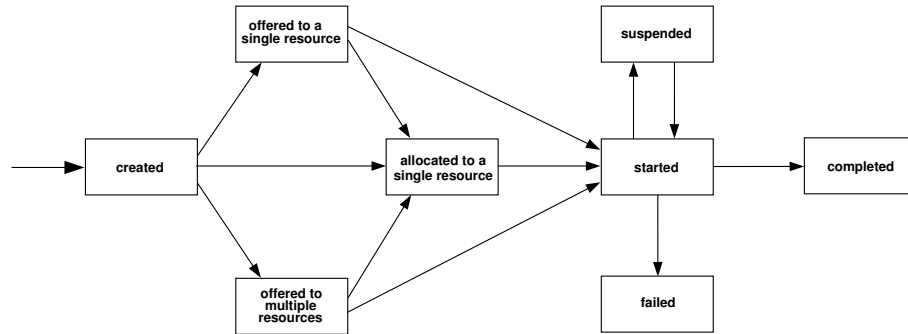 offered to a
single resource
suspended
created
allocated to a
single resource
started
completed
offered to
multiple
resources
failed